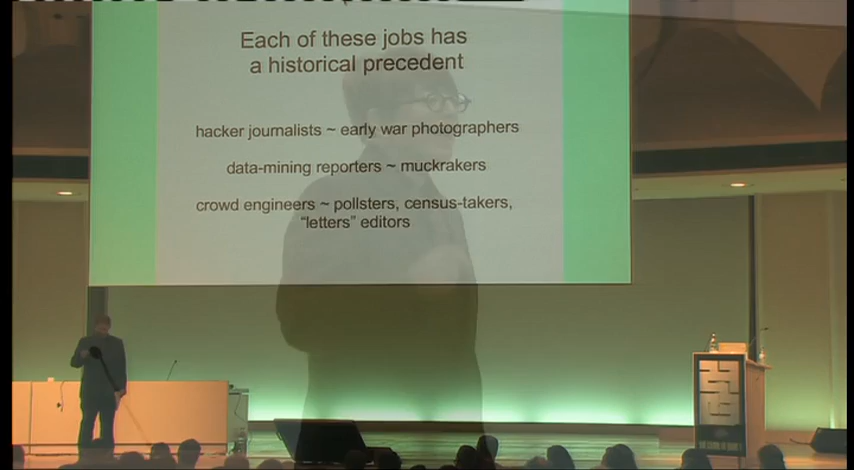 Each of these jobs has
a historical precedent
hacker journalists ~ early war photographers
data-mining reporters ~ muckrakers
crowd engineers ~ pollsters, census-takers,
“letters” editors